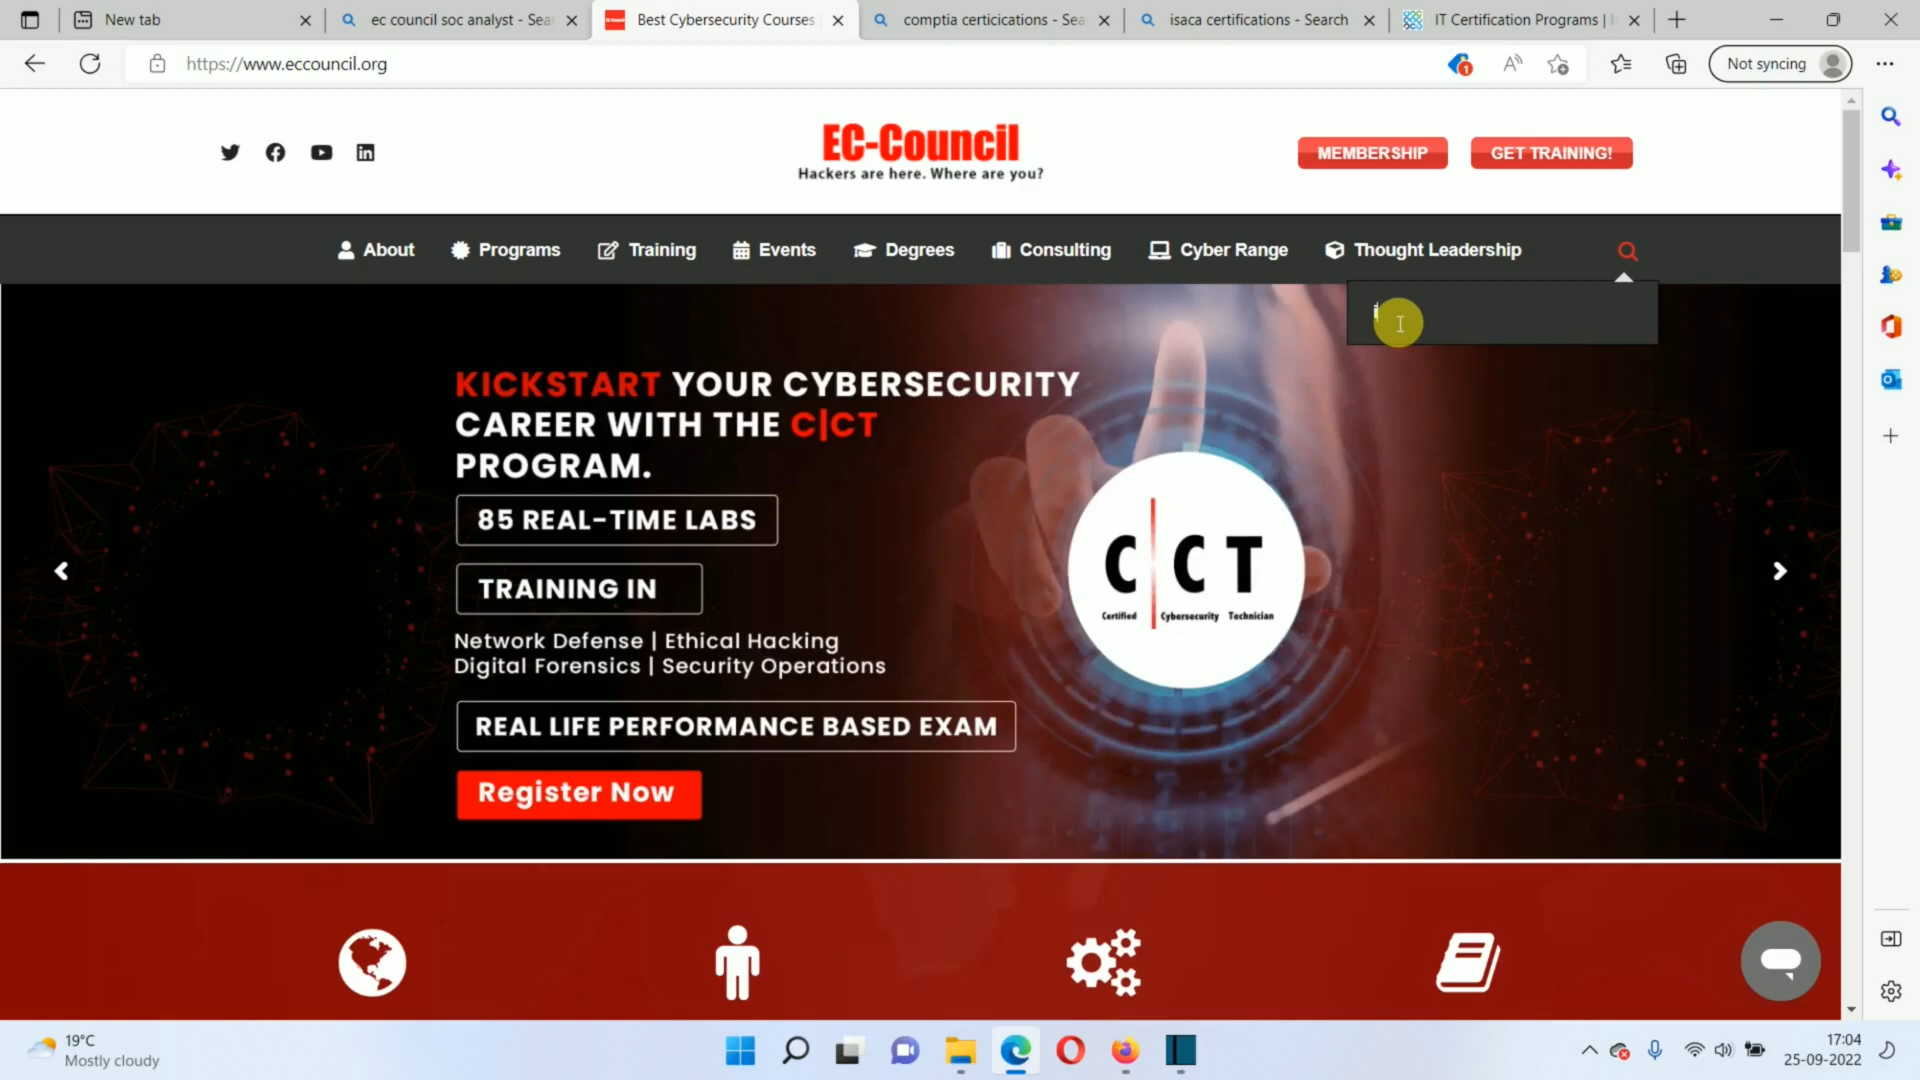 New tab
ec council soc analyst - Sea
Best Cybersecurity Courses
comptia certicications - Sea
isaca certifications - Search
IT Certification Programs |
https://www.eccouncil.org
1
A
Not syncing
EC-Council
Hackers are here. Where are you?
MEMBERSHIP
GET TRAINING!
About
Programs
Training
Events
Degrees
Consulting
Cyber Range
Thought Leadership
KICKSTART YOUR CYBERSECURITY
CAREER WITH THE C|CT
PROGRAM.
85 REAL-TIME LABS
TRAINING IN
Network Defense | Ethical Hacking
Digital Forensics | Security Operations
REAL LIFE PERFORMANCE BASED EXAM
Register Now
C|CT
Certified Cybersecurity Technician
19°C
Mostly cloudy
17:04
25-09-2022